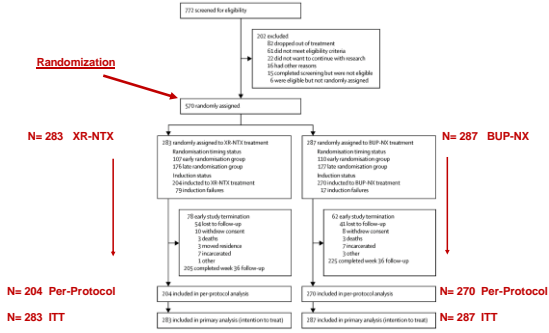 772 screened for eligibility
202 excluded
82 dropped out of treatment
61 did not meet eligibility criteria
22 did not want to continue with research
16 had other reasons
15 completed screening but were not eligible
6 were eligible but not randomly assigned
Randomization
570 randomly assigned
N= 283 XR-NTX
283 randomly assigned to XR-NTX treatment
Randomisation timing status
107 early randomisation group
176 late randomisation group
Induction status
204 inducted to XR-NTX treatment
79 induction failures
287 randomly assigned to BUP-NX treatment
Randomisation timing status
110 early randomisation group
177 late randomisation group
Induction status
270 inducted to BUP-NX treatment
17 induction failures
N= 287 BUP-NX
78 early study termination
54 lost to follow-up
10 withdrew consent
3 deaths
3 moved residence
7 incarcerated
1 other
205 completed week 36 follow-up
62 early study termination
41 lost to follow-up
8 withdrew consent
3 deaths
7 incarcerated
3 other
225 completed week 36 follow-up
N= 204 Per-Protocol
204 included in per-protocol analysis
270 included in per-protocol analysis
N= 270 Per-Protocol
N= 283 ITT
283 included in primary analysis (intention to treat)
287 included in primary analysis (intention to treat)
N= 287 ITT